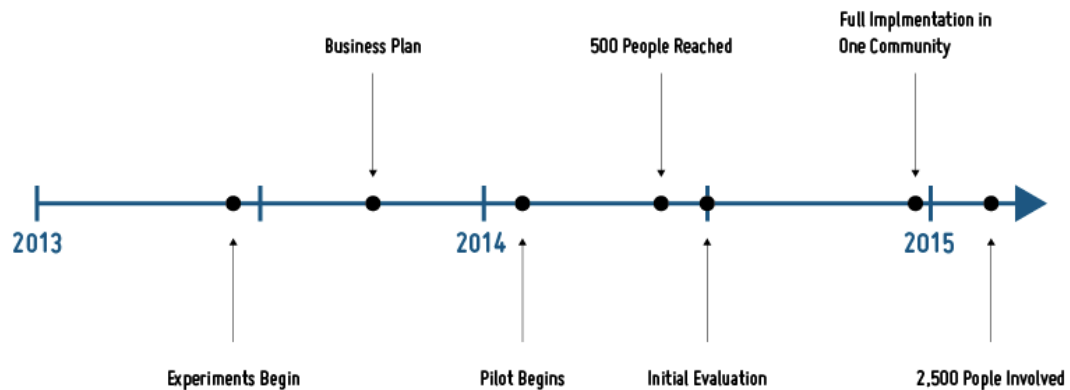 Full Implmentation in
One Community
Business Plan
500 People Reached
2013
2014
2015
Experiments Begin
Pilot Begins
Initial Evaluation
2,500 Pople Involved